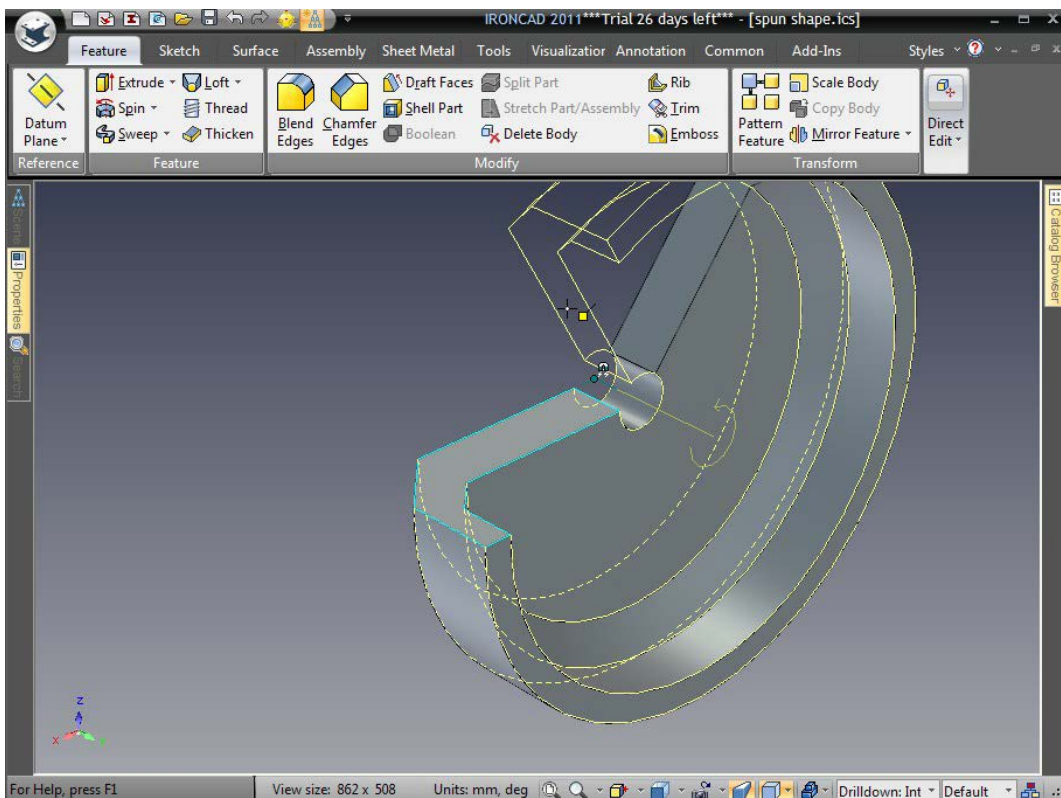 IRONCAD 2011***Trial 26 days left*** - [spun shape.ics]
Feature Sketch Surface Assembly Sheet Metal Tools Visualization Annotation Common Add-Ins Styles
Extrude Loft Draft Faces Split Part Rib Scale Body
Spin Thread Shell Part Stretch Part/Assembly Trim Copy Body
Sweep Thicken Boolean Delete Body Emboss Mirror Feature
Datum Plane
Blend Edges
Chamfer Edges
Pattern Feature
Direct Edit
Reference Feature Modify Transform
Scene
Properties
Search
Catalog Browser
z
x
For Help, press F1 View size: 862 x 508 Units: mm, deg Drilldown: Int Default